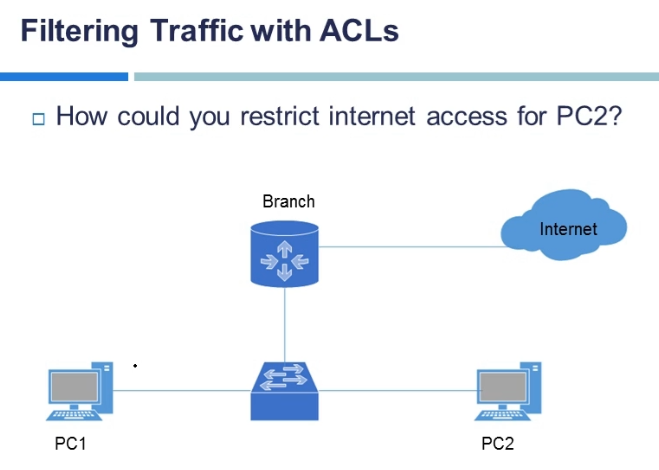 Filtering Traffic with ACLs
How could you restrict internet access for PC2?
Branch
Internet
PC1
PC2